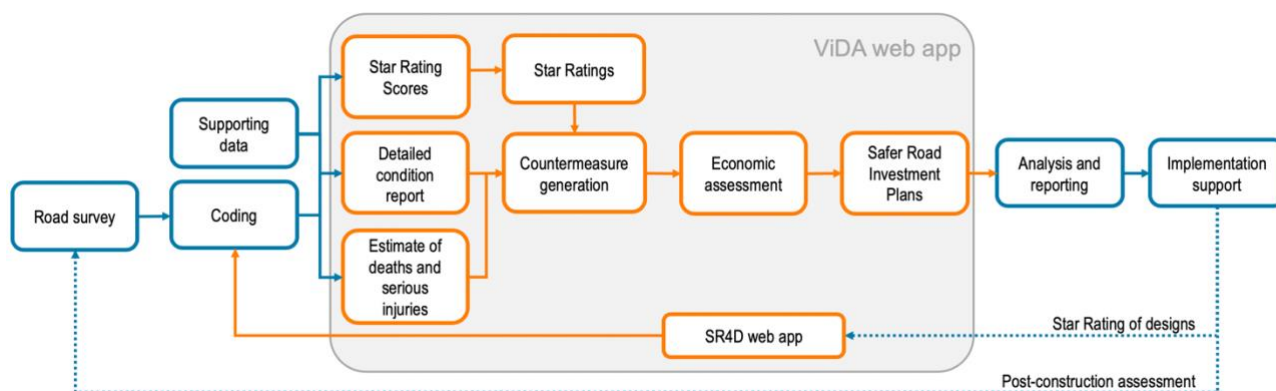 ViDA web app
Star Rating
Scores
Star Ratings
Supporting
data
Detailed
condition
report
Countermeasure
generation
Economic
assessment
Safer Road
Investment
Plans
Analysis and
reporting
Implementation
support
Road survey
Coding
Estimate of
deaths and
serious
injuries
SR4D web app
Star Rating of designs
Post-construction assessment